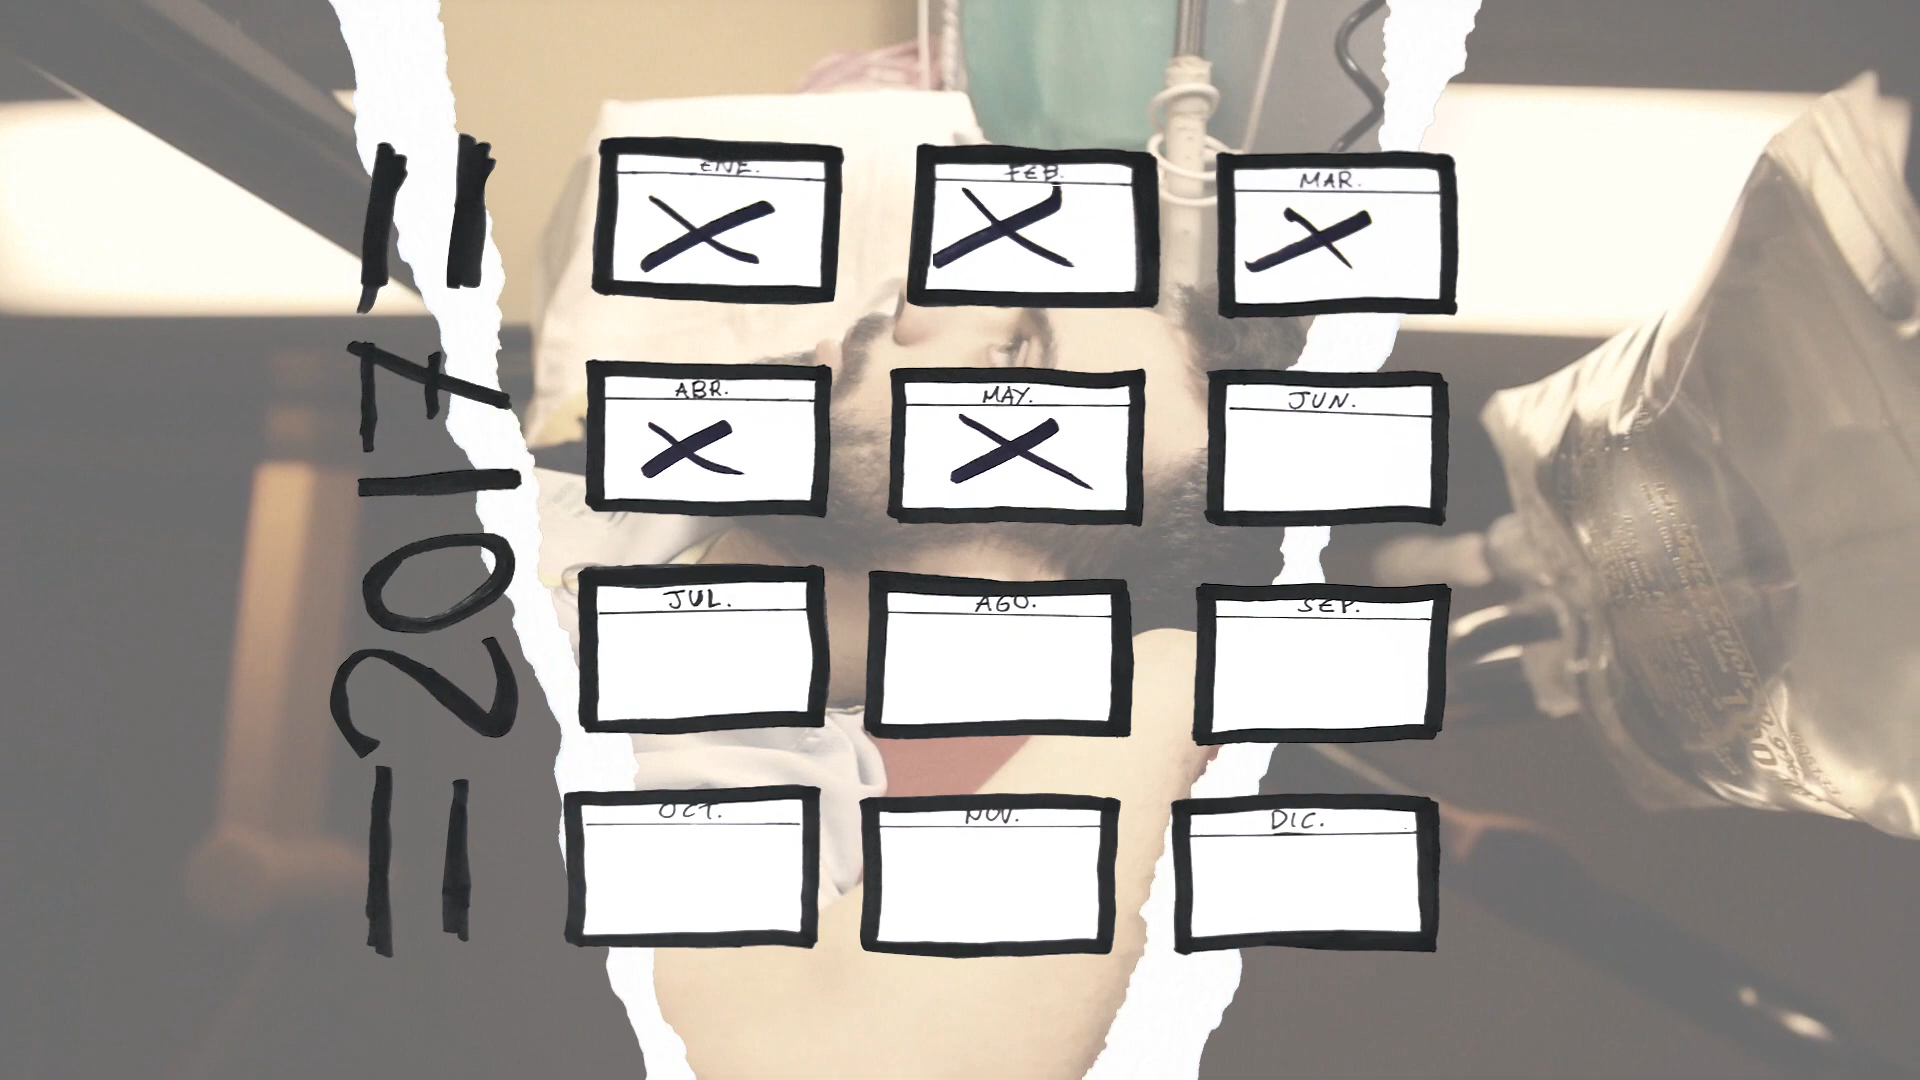 =2017=
ENE. FEB. MAR.
ABR. MAY. JUN.
JUL. AGO. SEP.
OCT. NOV. DIC.